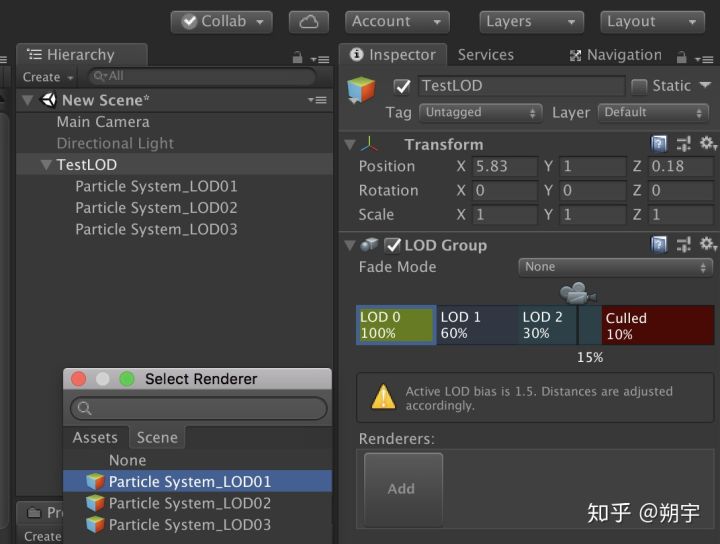 Collab
Account
Layers
Layout
Hierarchy
Create
All
New Scene*
Main Camera
Directional Light
TestLOD
Particle System_LOD01
Particle System_LOD02
Particle System_LOD03
Inspector
Services
Navigation
TestLOD
Static
Tag Untagged Layer Default
Transform
Position X 5.83 Y 1 Z 0.18
Rotation X 0 Y 0 Z 0
Scale X 1 Y 1 Z 1
LOD Group
Fade Mode None
LOD 0
100%
LOD 1
60%
LOD 2
30%
Culled
10%
15%
Active LOD bias is 1.5. Distances are adjusted
accordingly.
Renderers:
Add
Select Renderer
Assets Scene
None
Particle System_LOD01
Particle System_LOD02
Particle System_LOD03
Create
知乎 @朔宇